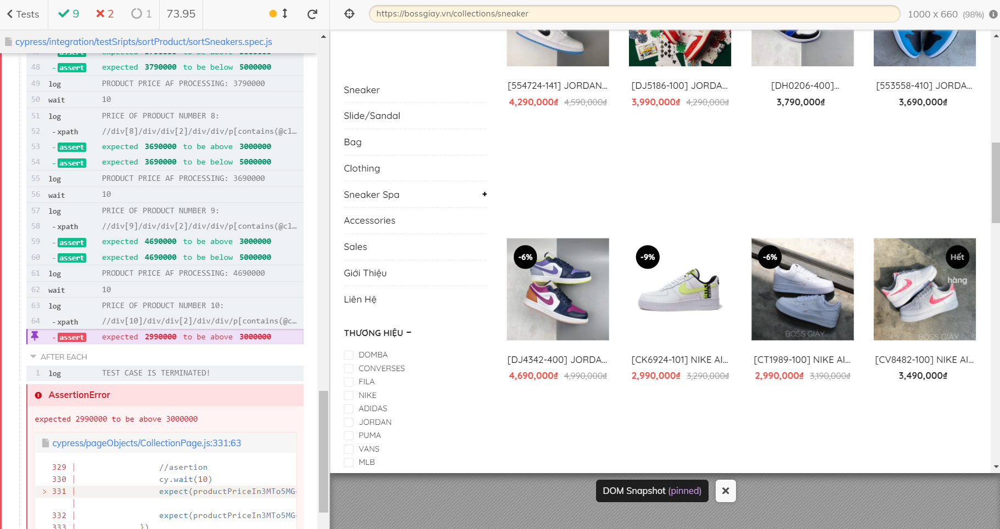 Tests
9
2
1
73.95
https://bossgiay.vn/collections/sneaker
1000 x 660 (98%)
cypress/integration/testSripts/sortProduct/sortSneakers.spec.js
48 - assert expected 3790000 to be below 5000000
49 log PRODUCT PRICE AF PROCESSING: 3790000
50 wait 10
51 log PRICE OF PRODUCT NUMBER 8:
52 - xpath //div[8]/div/div[2]/div/div/p[contains(@cl…
53 - assert expected 3690000 to be above 3000000
54 - assert expected 3690000 to be below 5000000
55 log PRODUCT PRICE AF PROCESSING: 3690000
56 wait 10
57 log PRICE OF PRODUCT NUMBER 9:
58 - xpath //div[9]/div/div[2]/div/div/p[contains(@cl…
59 - assert expected 4690000 to be above 3000000
60 - assert expected 4690000 to be below 5000000
61 log PRODUCT PRICE AF PROCESSING: 4690000
62 wait 10
63 log PRICE OF PRODUCT NUMBER 10:
64 - xpath //div[10]/div/div[2]/div/div/p[contains(@c…
- assert expected 2990000 to be above 3000000
AFTER EACH
1 log TEST CASE IS TERMINATED!
AssertionError
expected 2990000 to be above 3000000
cypress/pageObjects/CollectionPage.js:331:63
329 | //asertion
330 | cy.wait(10)
> 331 | expect(productPriceIn3MTo5MG
|
332 | expect(productPriceIn3MTo5MG
333 | })
Sneaker
Slide/Sandal
Bag
Clothing
Sneaker Spa +
Accessories
Sales
Giới Thiệu
Liên Hệ
THƯƠNG HIỆU –
DOMBA
CONVERSES
FILA
NIKE
ADIDAS
JORDAN
PUMA
VANS
MLB
[554724-141] JORDAN...
4,290,000₫ 4,590,000₫
[DJ5186-100] JORDA...
3,990,000₫ 4,290,000₫
[DH0206-400]...
3,790,000₫
[553558-410] JORDA...
3,690,000₫
-6%
[DJ4342-400] JORDA...
4,690,000₫ 4,990,000₫
-9%
[CK6924-101] NIKE AI...
2,990,000₫ 3,290,000₫
-6%
BOSS GIÀY
[CT1989-100] NIKE AI...
2,990,000₫ 3,190,000₫
Hết
hàng
BOSS GIÀY
[CV8482-100] NIKE AI...
3,490,000₫
DOM Snapshot (pinned)